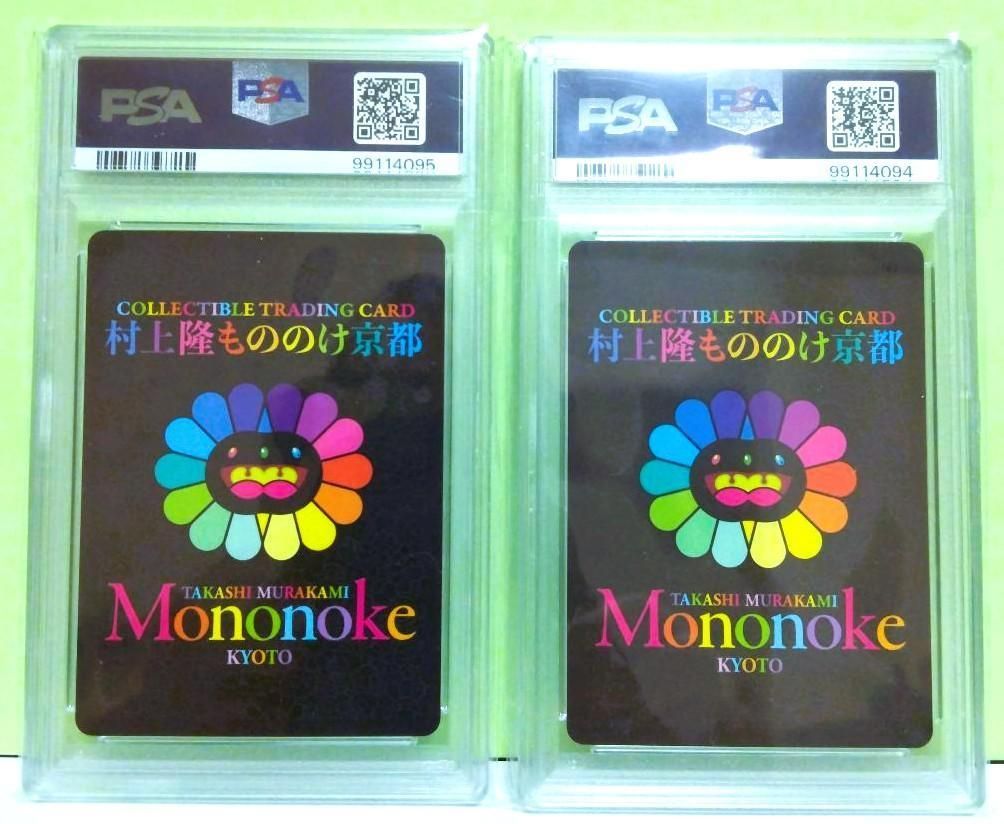 PSA
PSA
99114095
COLLECTIBLE TRADING CARD
村上隆もののけ京都
TAKASHI MURAKAMI
Mononoke
KYOTO
PSA
PSA
99114094
COLLECTIBLE TRADING CARD
村上隆もののけ京都
TAKASHI MURAKAMI
Mononoke
KYOTO